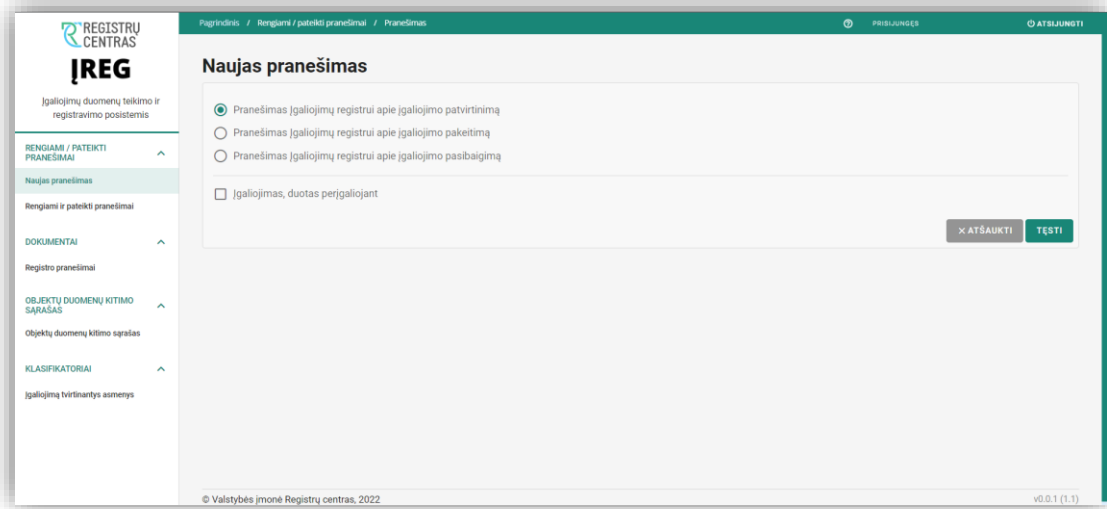 REGISTRŲ
CENTRAS
ĮREG
Įgaliojimų duomenų teikimo ir
registravimo posistemis
RENGIAMI / PATEIKTI
PRANEŠIMAI
Naujas pranešimas
Rengiami ir pateikti pranešimai
DOKUMENTAI
Registro pranešimai
OBJEKTŲ DUOMENŲ KITIMO
SĄRAŠAS
Objektų duomenų kitimo sąrašas
KLASIFIKATORIAI
Įgaliojimą tvirtinantys asmenys
Pagrindinis / Rengiami / pateikti pranešimai / Pranešimas
PRISIJUNGĘS
ATSIJUNGTI
Naujas pranešimas
Pranešimas Įgaliojimų registrui apie įgaliojimo patvirtinimą
Pranešimas Įgaliojimų registrui apie įgaliojimo pakeitimą
Pranešimas Įgaliojimų registrui apie įgaliojimo pasibaigimą
Įgaliojimas, duotas perįgaliojant
× ATŠAUKTI
TĘSTI
© Valstybės įmonė Registrų centras, 2022
v0.0.1 (1.1)